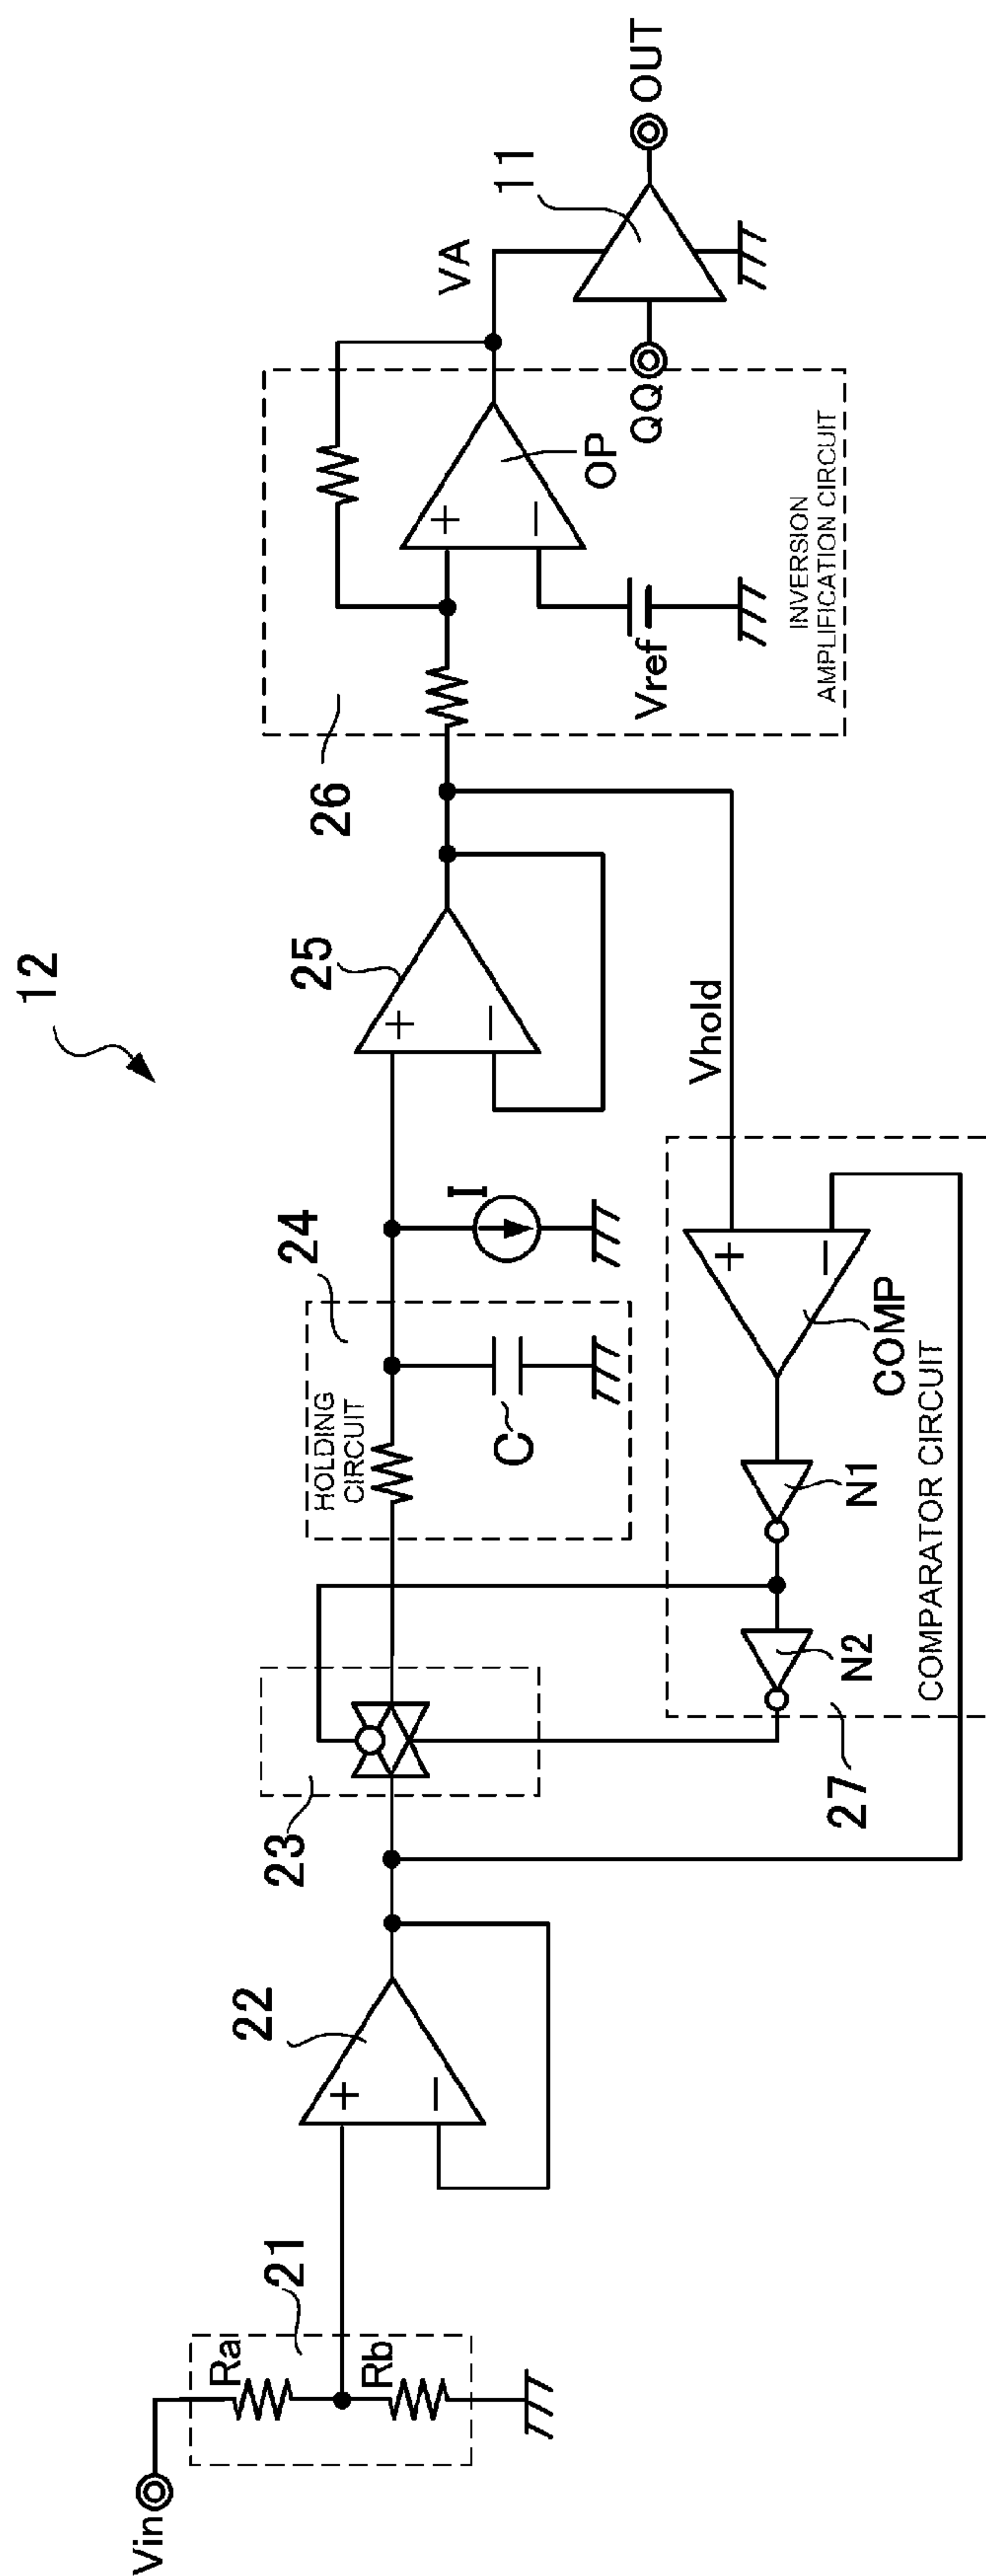 12
Vin
Ra
Rb
21
22
+
−
23
HOLDING
CIRCUIT
24
C
I
25
+
−
Vhold
26
+
−
OP
Vref
INVERSION
AMPLIFICATION CIRCUIT
VA
11
QQ
OUT
+
−
COMP
N1
N2
COMPARATOR CIRCUIT
27